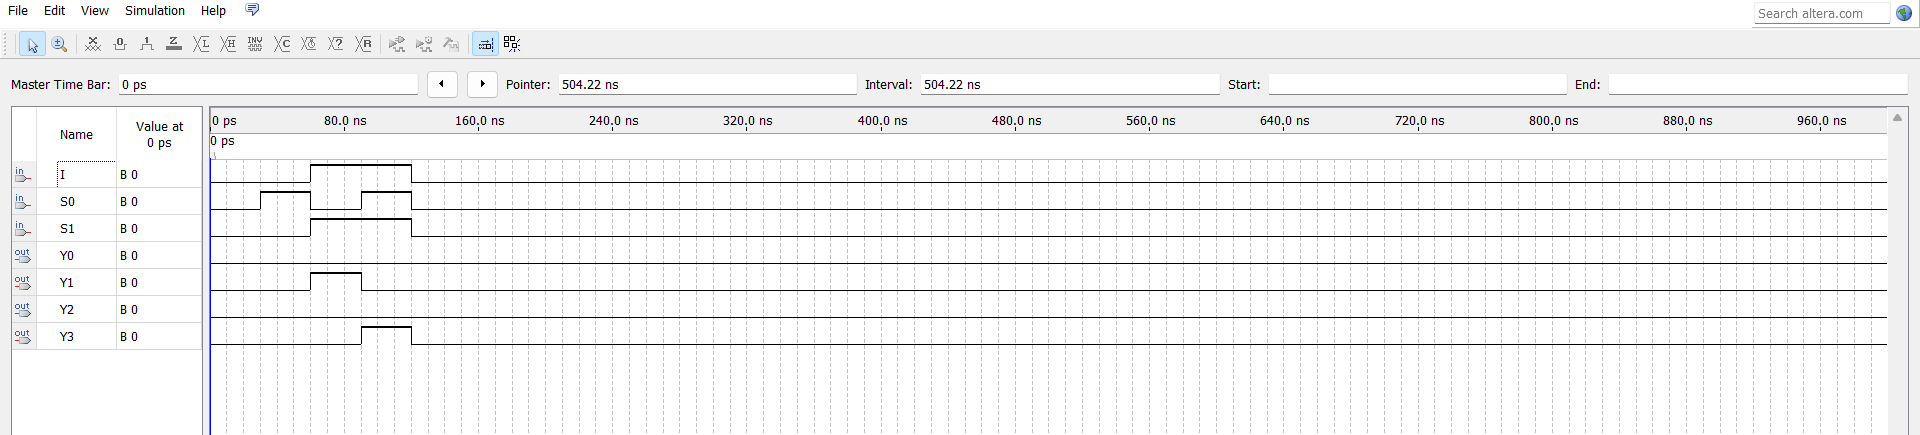 File Edit View Simulation Help
Search altera.com
Master Time Bar: 0 ps Pointer: 504.22 ns Interval: 504.22 ns Start: End:
Name Value at 0 ps
0 ps 80.0 ns 160.0 ns 240.0 ns 320.0 ns 400.0 ns 480.0 ns 560.0 ns 640.0 ns 720.0 ns 800.0 ns 880.0 ns 960.0 ns
0 ps
in I B 0
in S0 B 0
in S1 B 0
out Y0 B 0
out Y1 B 0
out Y2 B 0
out Y3 B 0